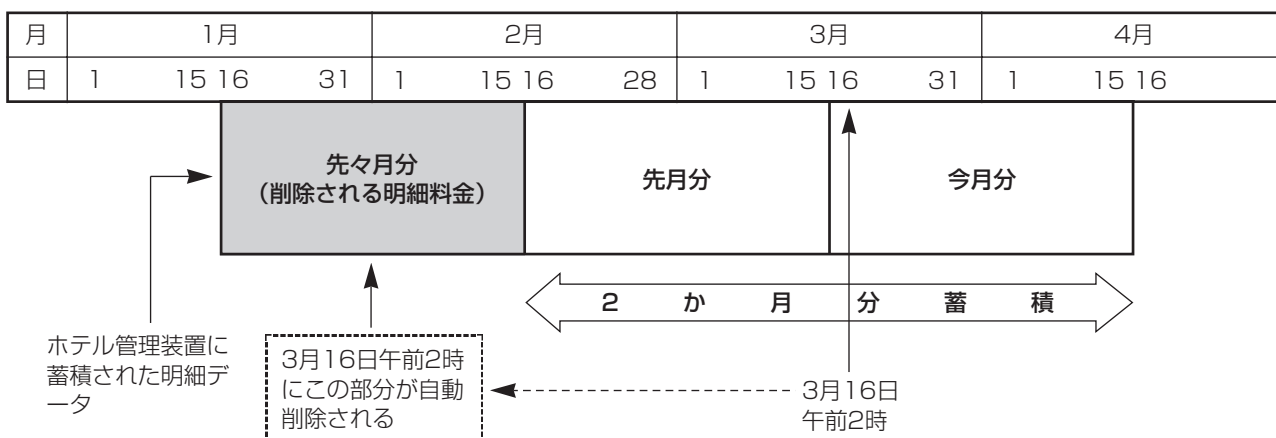 月 1月 2月 3月 4月
日 1 15 16 31 1 15 16 28 1 15 16 31 1 15 16
先々月分
(削除される明細料金)
先月分
今月分
2か月分蓄積
ホテル管理装置に
蓄積された明細デ
ータ
3月16日午前2時
にこの部分が自動
削除される
3月16日
午前2時